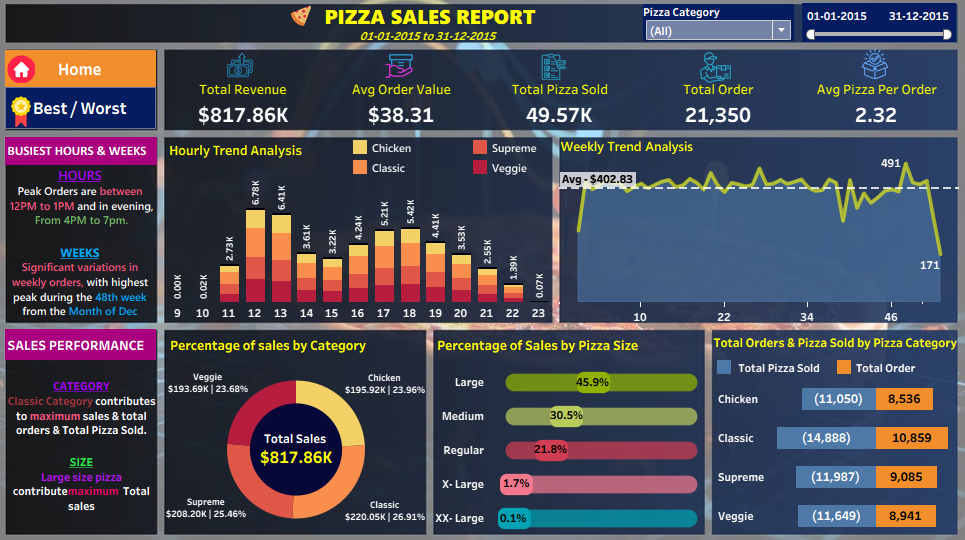 PIZZA SALES REPORT
01-01-2015 to 31-12-2015
Pizza Category
(All)
01-01-2015 31-12-2015
Home
Best / Worst
Total Revenue
$817.86K
Avg Order Value
$38.31
Total Pizza Sold
49.57K
Total Order
21,350
Avg Pizza Per Order
2.32
BUSIEST HOURS & WEEKS
HOURS
Peak Orders are between
12PM to 1PM and in evening,
From 4PM to 7pm.
WEEKS
Significant variations in
weekly orders, with highest
peak during the 48th week
from the Month of Dec
Hourly Trend Analysis
Chicken
Supreme
Classic
Veggie
0.00K
0.02K
2.73K
6.78K
6.41K
3.61K
3.22K
4.24K
5.21K
5.42K
4.41K
3.53K
2.55K
1.39K
0.07K
9 10 11 12 13 14 15 16 17 18 19 20 21 22 23
Weekly Trend Analysis
Avg - $402.83
491
171
10 22 34 46
SALES PERFORMANCE
CATEGORY
Classic Category contributes
to maximum sales & total
orders & Total Pizza Sold.
SIZE
Large size pizza
contributemaximum Total
sales
Percentage of sales by Category
Veggie
$193.69K | 23.68%
Chicken
$195.92K | 23.96%
Total Sales
$817.86K
Supreme
$208.20K | 25.46%
Classic
$220.05K | 26.91%
Percentage of Sales by Pizza Size
Large 45.9%
Medium 30.5%
Regular 21.8%
X- Large 1.7%
XX- Large 0.1%
Total Orders & Pizza Sold by Pizza Category
Total Pizza Sold
Total Order
Chicken (11,050) 8,536
Classic (14,888) 10,859
Supreme (11,987) 9,085
Veggie (11,649) 8,941